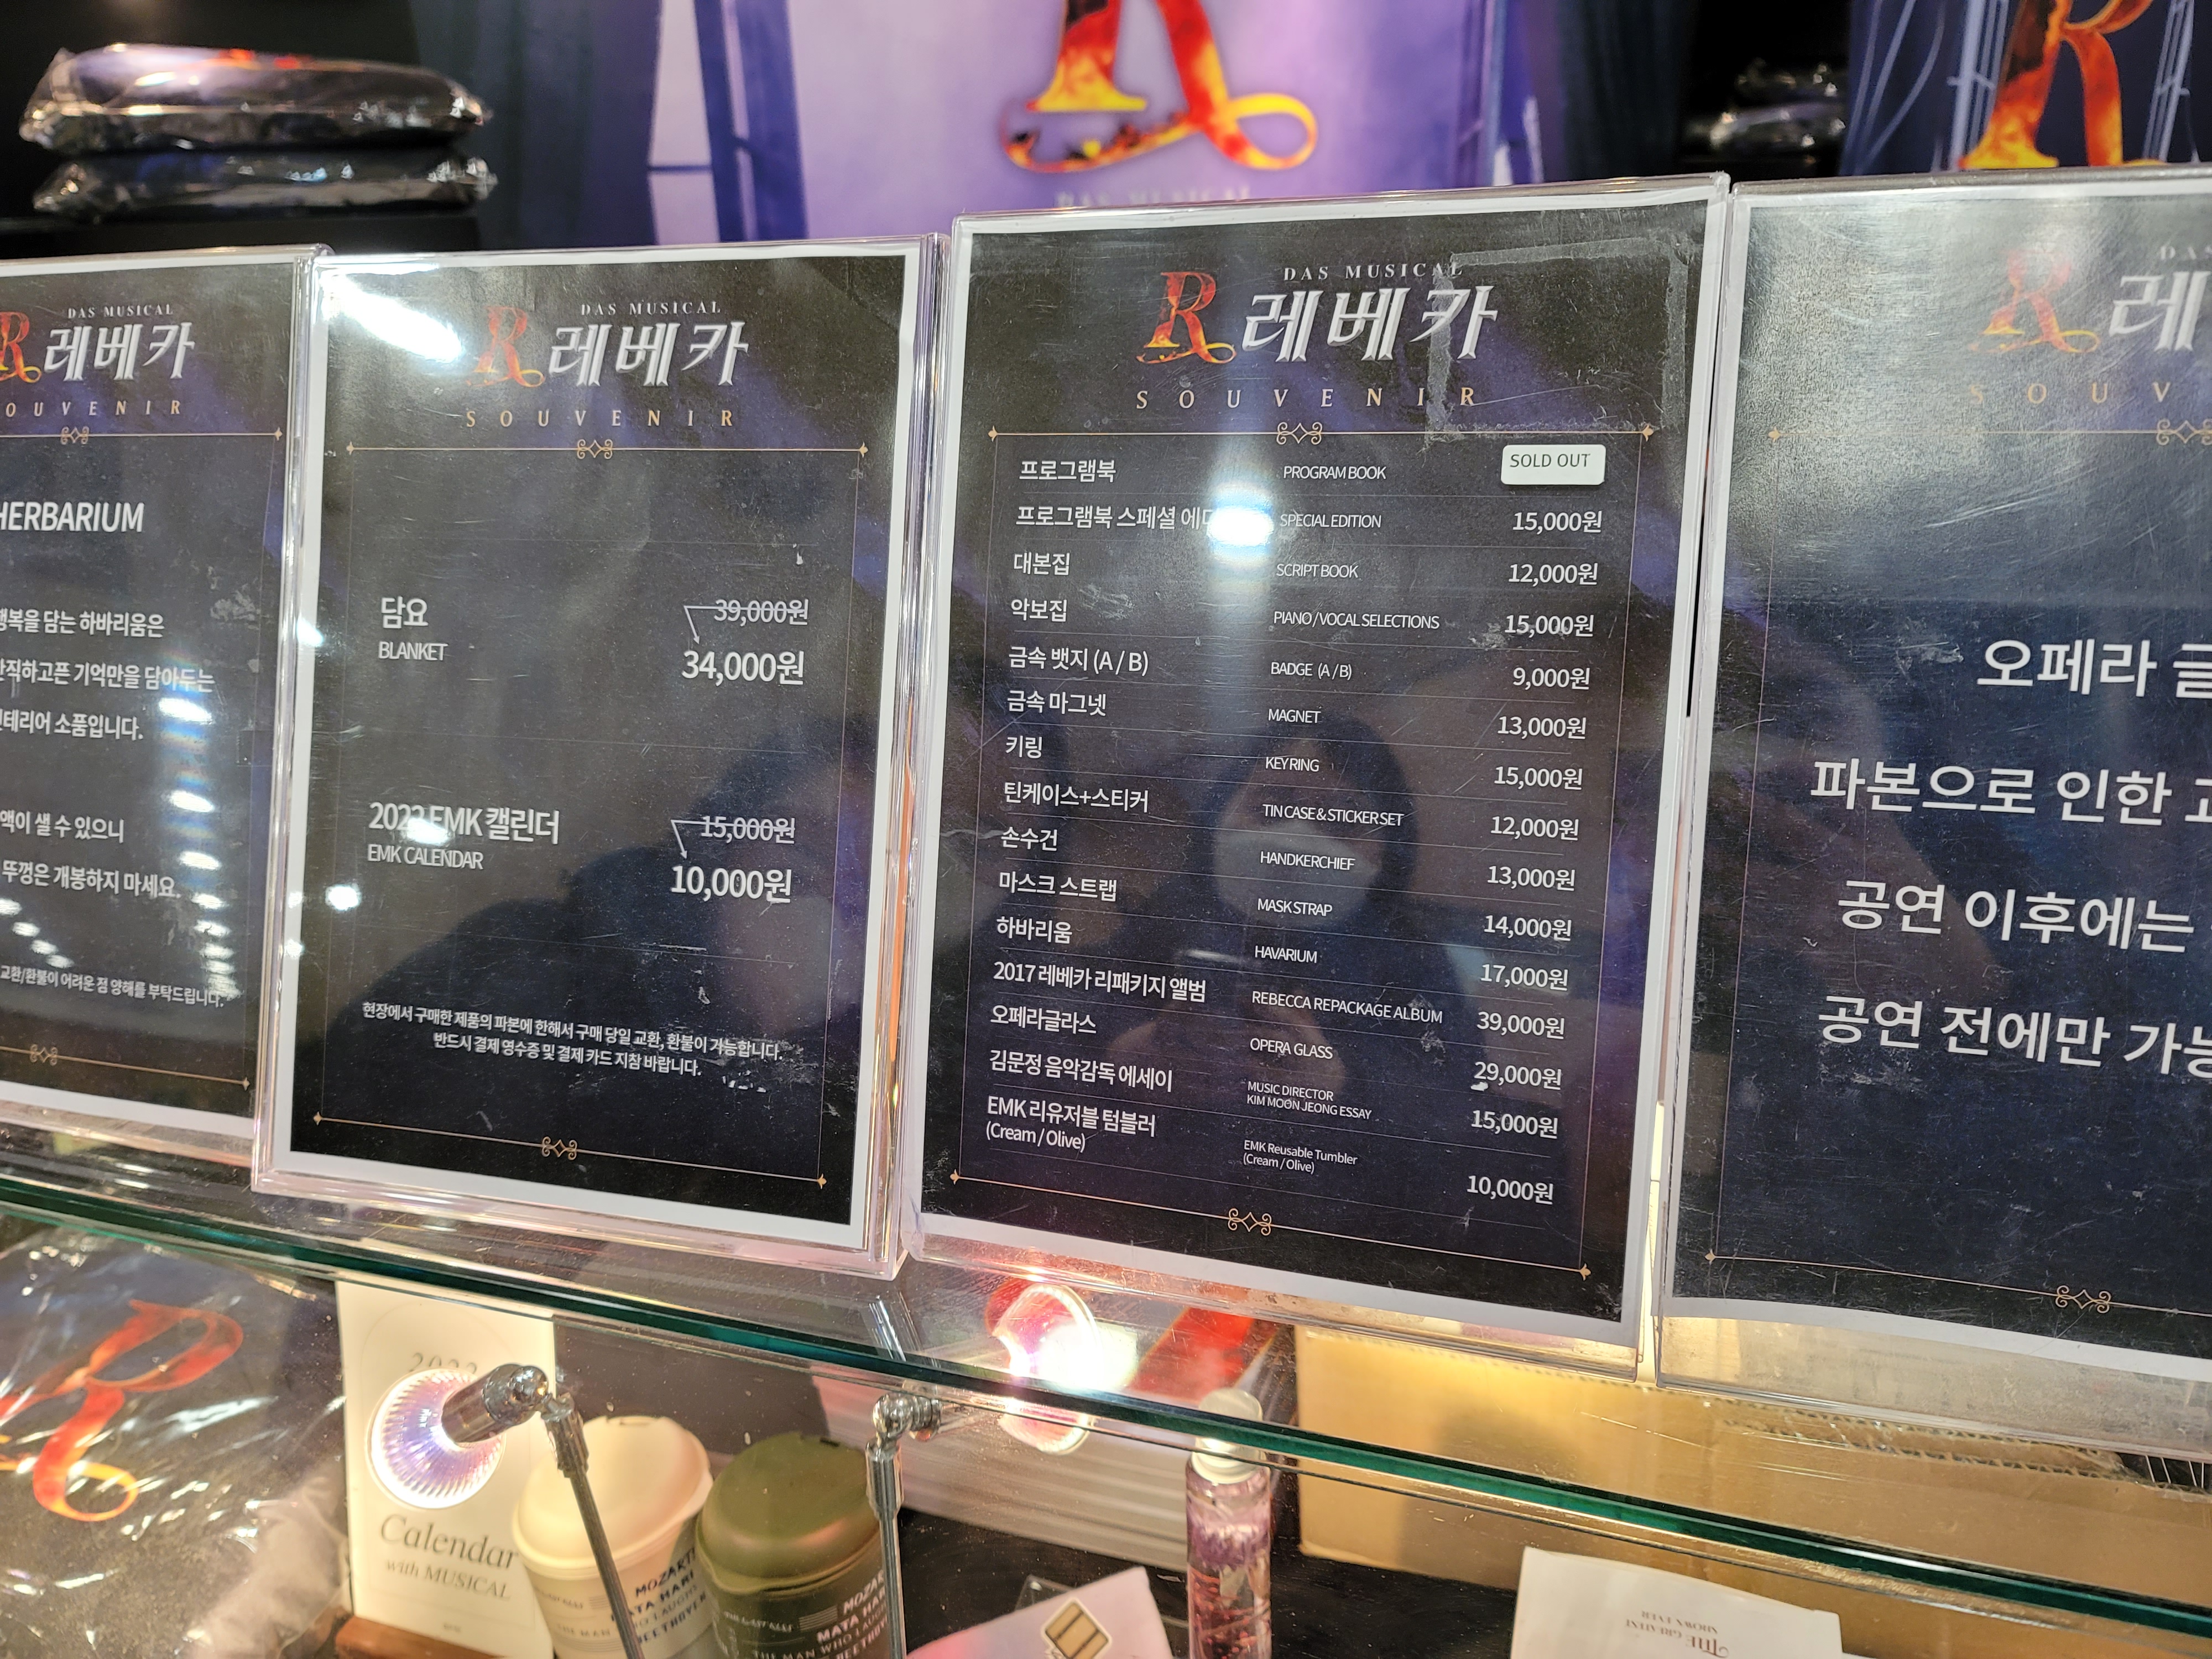 DAS MUSICAL
R 레베카
SOUVENIR
HERBARIUM
행복을 담는 하바리움은
간직하고픈 기억만을 담아두는
인테리어 소품입니다.
액이 샐 수 있으니
뚜껑은 개봉하지 마세요.
교환/환불이 어려운 점 양해를 부탁드립니다.
DAS MUSICAL
R 레베카
SOUVENIR
담요 39,000원
BLANKET 34,000원
2022 EMK 캘린더 15,000원
EMK CALENDAR 10,000원
현장에서 구매한 제품의 파본에 한해서 구매 당일 교환, 환불이 가능합니다.
반드시 결제 영수증 및 결제 카드 지참 바랍니다.
DAS MUSICAL
R 레베카
SOUVENIR
프로그램북 PROGRAM BOOK SOLD OUT
프로그램북 스페셜 SPECIAL EDITION 15,000원
대본집 SCRIPT BOOK 12,000원
악보집 PIANO / VOCAL SELECTIONS 15,000원
금속 뱃지 (A / B) BADGE (A / B) 9,000원
금속 마그넷 MAGNET 13,000원
키링 KEYRING 15,000원
틴케이스+스티커 TIN CASE & STICKER SET 12,000원
손수건 HANDKERCHIEF 13,000원
마스크 스트랩 MASK STRAP 14,000원
하바리움 HAVARIUM 17,000원
2017 레베카 리패키지 앨범 REBECCA REPACKAGE ALBUM 39,000원
오페라글라스 OPERA GLASS 29,000원
김문정 음악감독 에세이 MUSIC DIRECTOR
KIM MOON JEONG ESSAY 15,000원
EMK 리유저블 텀블러 EMK Reusable Tumbler
(Cream / Olive) (Cream / Olive) 10,000원
R 레
SOUV
오페라
파본으로 인한
공연 이후에는
공연 전에만
Calendar
with MUSICAL
MOZART
MATA HARI
BEETHOVEN
MATA HARI
THE MAN WHO LAUGHS
THE GREATEST
SHOWN EVER